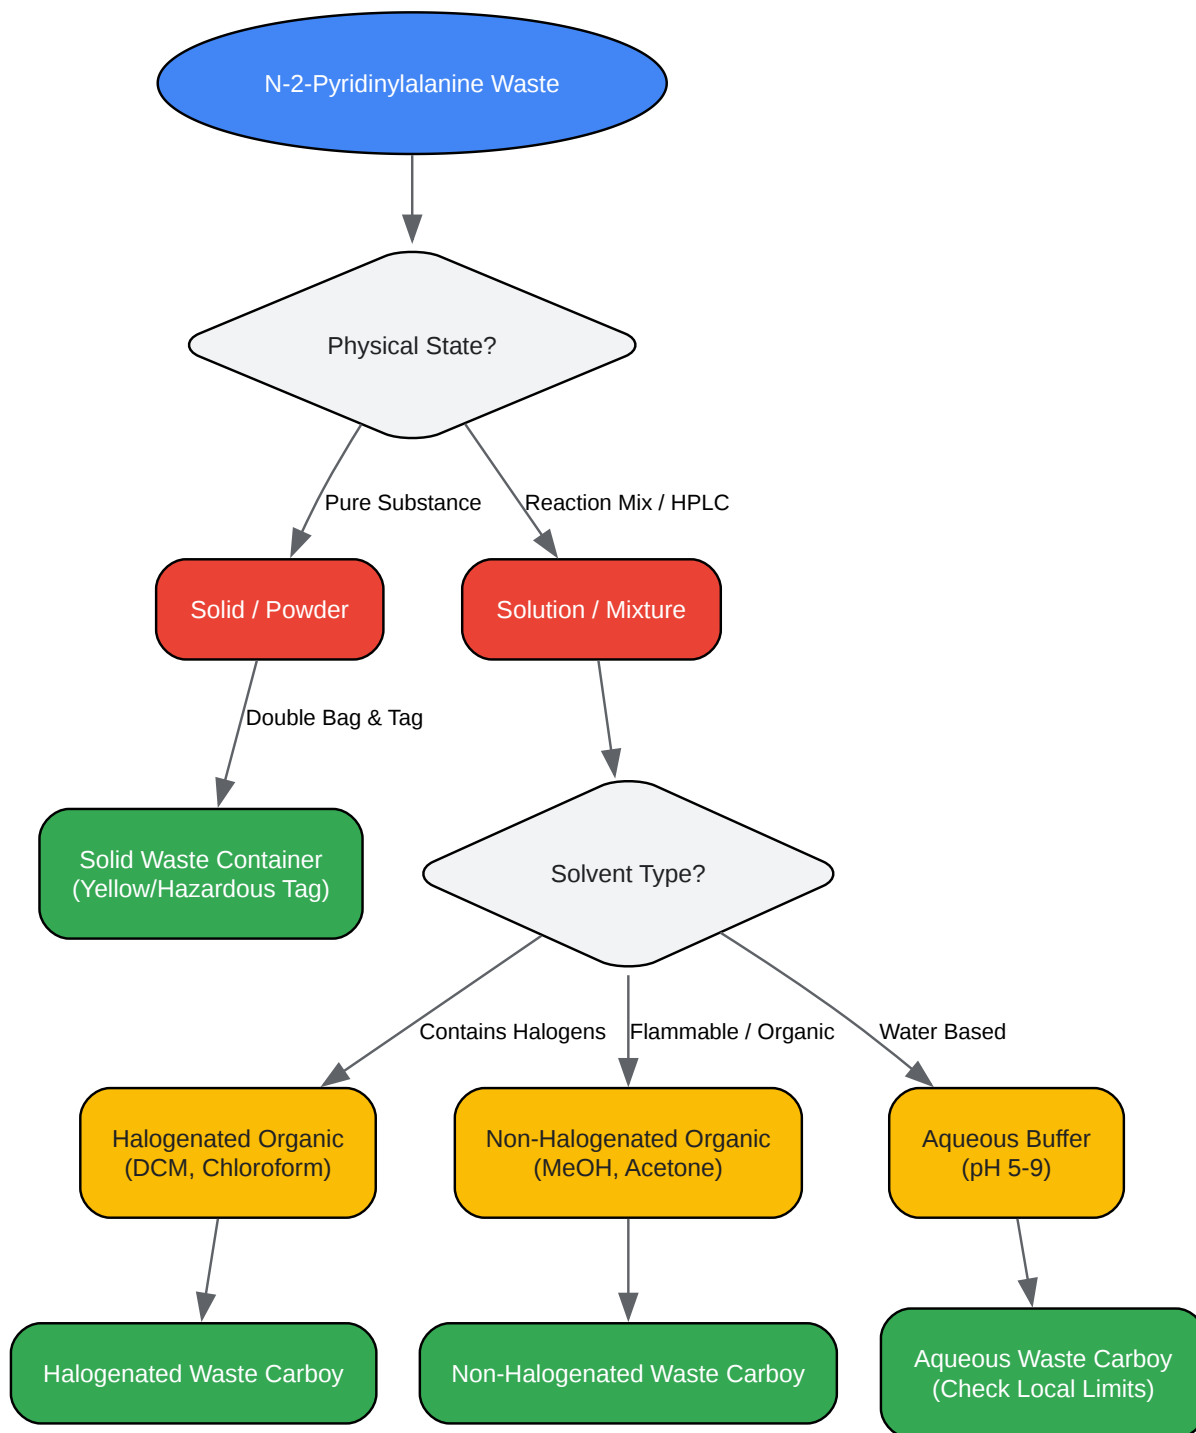 N-2-Pyridinylalanine Waste
Physical State?
Pure Substance
Reaction Mix / HPLC
Solid / Powder
Solution / Mixture
Double Bag & Tag
Solid Waste Container
(Yellow/Hazardous Tag)
Solvent Type?
Contains Halogens
Flammable / Organic
Water Based
Halogenated Organic
(DCM, Chloroform)
Non-Halogenated Organic
(MeOH, Acetone)
Aqueous Buffer
(pH 5-9)
Halogenated Waste Carboy
Non-Halogenated Waste Carboy
Aqueous Waste Carboy
(Check Local Limits)